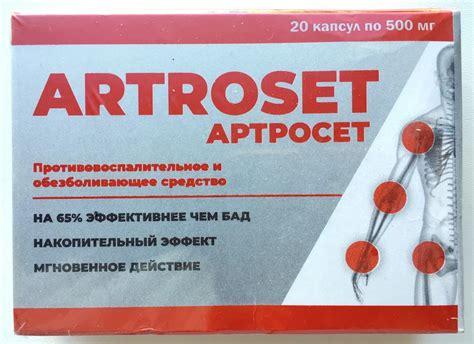 20 капсул по 500 мг
ARTROSET
АРТРОСЕТ
Противовоспалительное и
обезболивающее средство
НА 65% ЭФФЕКТИВНЕЕ ЧЕМ БАД
НАКОПИТЕЛЬНЫЙ ЭФФЕКТ
МГНОВЕННОЕ ДЕЙСТВИЕ